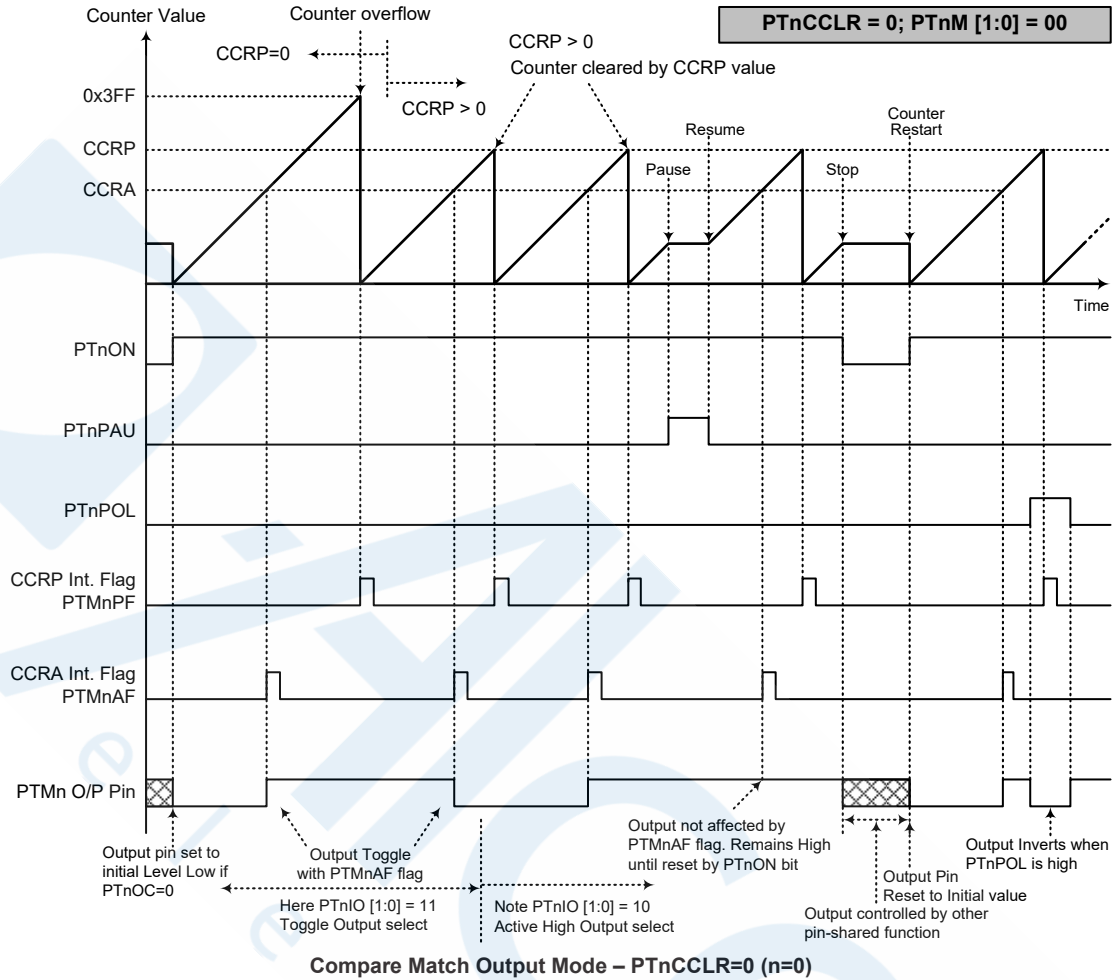 Counter Value
Counter overflow
PTnCCLR = 0; PTnM [1:0] = 00
CCRP=0
CCRP > 0
CCRP > 0
Counter cleared by CCRP value
0x3FF
CCRP
CCRA
Pause
Resume
Stop
Counter
Restart
Time
PTnON
PTnPAU
PTnPOL
CCRP Int. Flag
PTMnPF
CCRA Int. Flag
PTMnAF
PTMn O/P Pin
Output pin set to
initial Level Low if
PTnOC=0
Output Toggle
with PTMnAF flag
Here PTnIO [1:0] = 11
Toggle Output select
Note PTnIO [1:0] = 10
Active High Output select
Output not affected by
PTMnAF flag. Remains High
until reset by PTnON bit
Output controlled by other
pin-shared function
Output Pin
Reset to Initial value
Output Inverts when
PTnPOL is high
Compare Match Output Mode – PTnCCLR=0 (n=0)